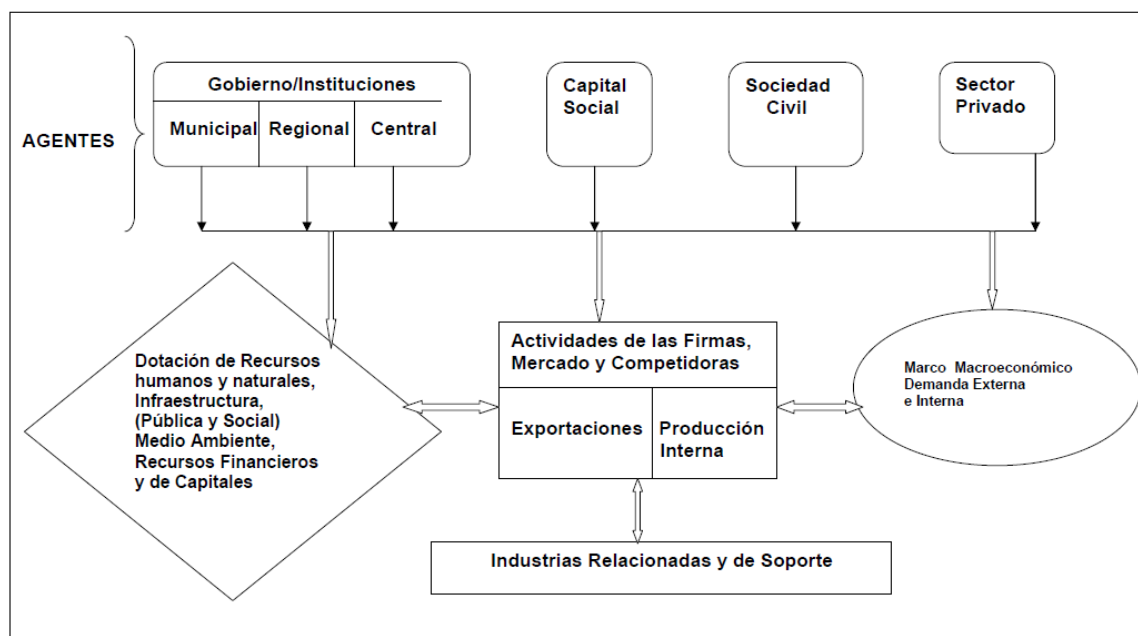 AGENTES
Gobierno/Instituciones
Municipal
Regional
Central
Capital
Social
Sociedad
Civil
Sector
Privado
Dotación de Recursos
humanos y naturales,
Infraestructura,
(Pública y Social)
Medio Ambiente,
Recursos Financieros
y de Capitales
Actividades de las Firmas,
Mercado y Competidoras
Exportaciones
Producción
Interna
Marco Macroeconómico
Demanda Externa
e Interna
Industrias Relacionadas y de Soporte